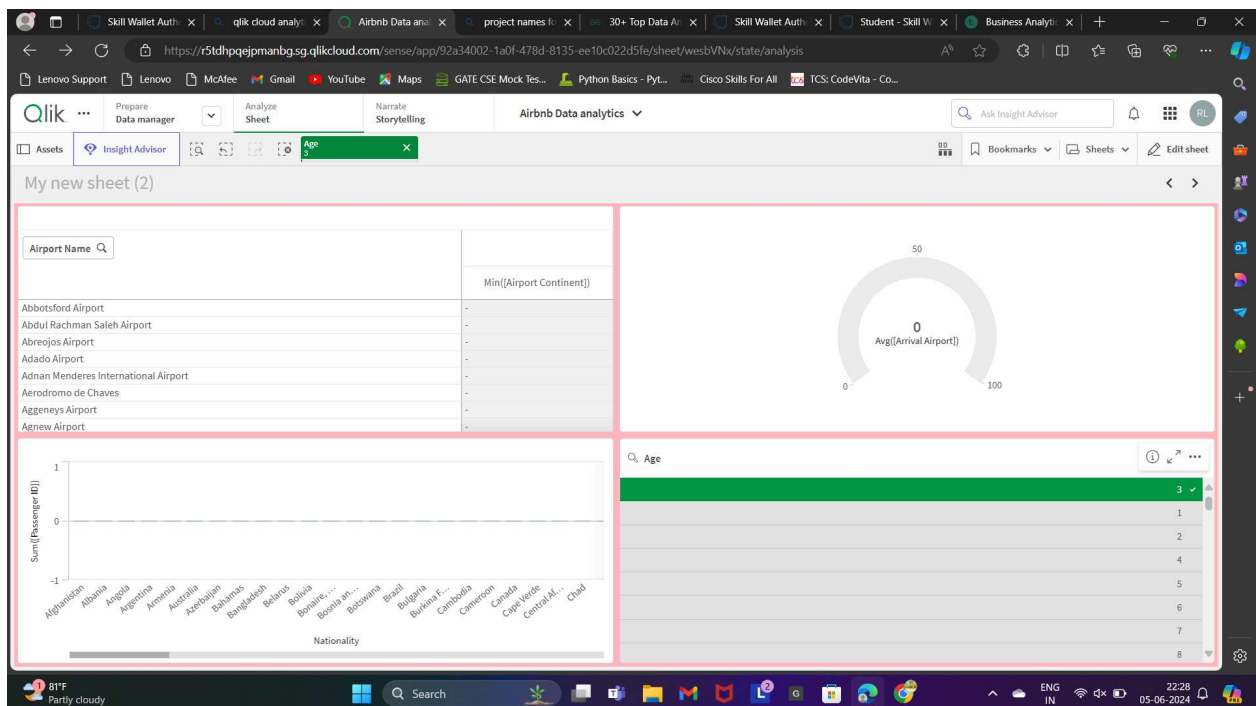 Skill Wallet Auth
qlik cloud analyt
Airbnb Data anal
project names fo
30+ Top Data An
Skill Wallet Auth
Student - Skill W
Business Analytic
https://r5tdhpqejpmanbg.sg.qlikcloud.com/sense/app/92a34002-1a0f-478d-8135-ee10c022d5fe/sheet/wesbVNx/state/analysis
Lenovo Support Lenovo McAfee Gmail YouTube Maps GATE CSE Mock Tes... Python Basics - Pyt... Cisco Skills For All TCS: CodeVita - Co...
Qlik
Prepare
Data manager
Analyze
Sheet
Narrate
Storytelling
Airbnb Data analytics
Ask Insight Advisor
RL
Assets
Insight Advisor
Age
3
Bookmarks
Sheets
Edit sheet
My new sheet (2)
Airport Name
Min([Airport Continent])
Abbotsford Airport -
Abdul Rachman Saleh Airport -
Abreojos Airport -
Adado Airport -
Adnan Menderes International Airport -
Aerodromo de Chaves -
Aggeneys Airport -
Agnew Airport -
50
0
Avg([Arrival Airport])
0
100
1
0
-1
Sum([Passenger ID])
Afghanistan
Albania
Angola
Argentina
Armenia
Australia
Azerbaijan
Bahamas
Bangladesh
Belarus
Bolivia
Bonaire, ...
Bosnia an...
Botswana
Brazil
Bulgaria
Burkina F...
Cambodia
Cameroon
Canada
Cape Verde
Central Af...
Chad
Nationality
Age
3
1
2
4
5
6
7
8
1
81°F
Partly cloudy
Search
ENG
IN
22:28
05-06-2024